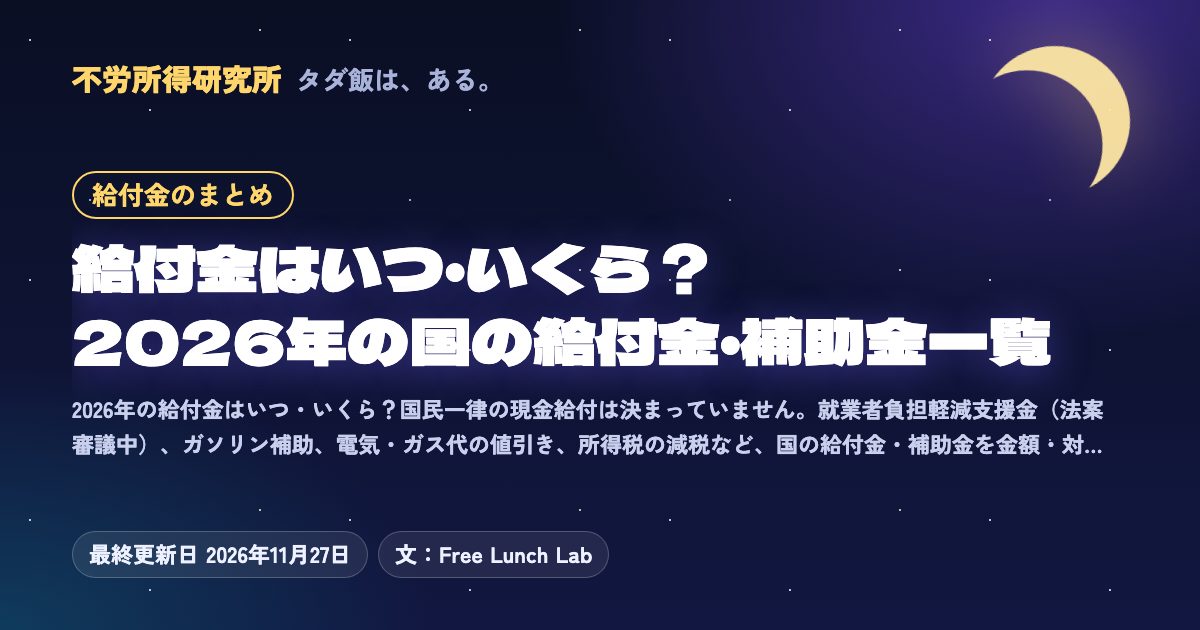 不労所得研究所 タダ飯は、ある。
給付金のまとめ
給付金はいつ・いくら？
2026年の国の給付金・補助金一覧
2026年の給付金はいつ・いくら？国民一律の現金給付は決まっていません。就業者負担軽減支援金（法案
審議中）、ガソリン補助、電気・ガス代の値引き、所得税の減税など、国の給付金・補助金を金額・対…
最終更新日 2026年11月27日
文：Free Lunch Lab